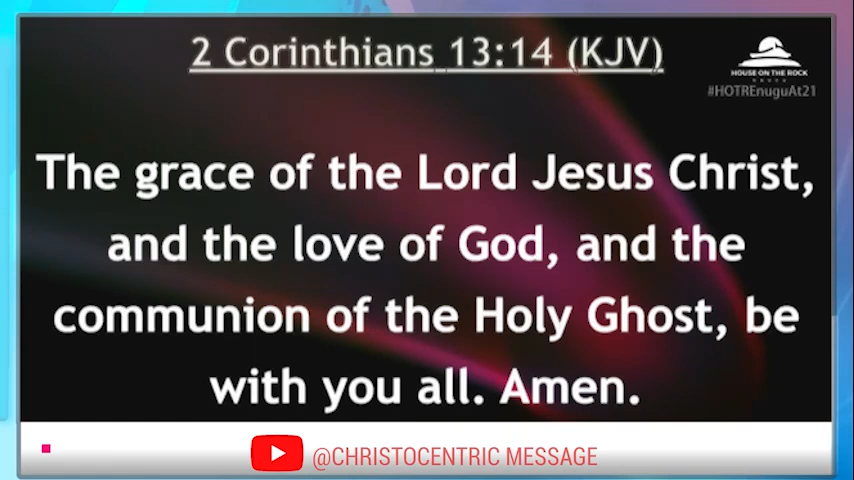 2 Corinthians 13:14 (KJV)
HOUSE ON THE ROCK
#HOTREnuguAt21
The grace of the Lord Jesus Christ,
and the love of God, and the
communion of the Holy Ghost, be
with you all. Amen.
@CHRISTOCENTRIC MESSAGE